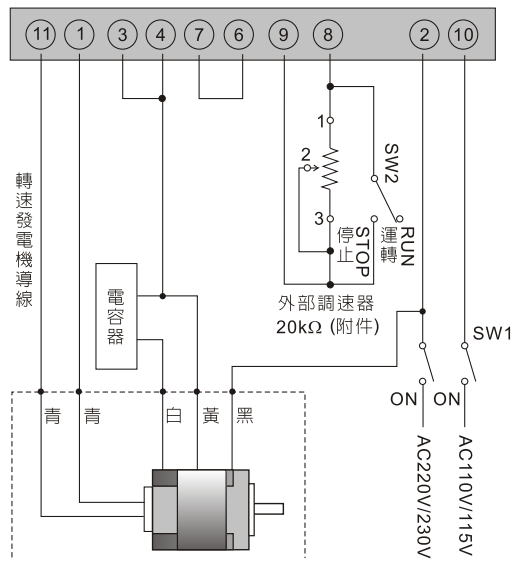 11 1 3 4 7 6 9 8 2 10
轉速發電機導線
1
2
3
SW2
停止
STOP
運轉
RUN
外部調速器
20kΩ (附件)
電容器
SW1
ON ON
青 青 白 黃 黑
AC220V/230V
AC110V/115V